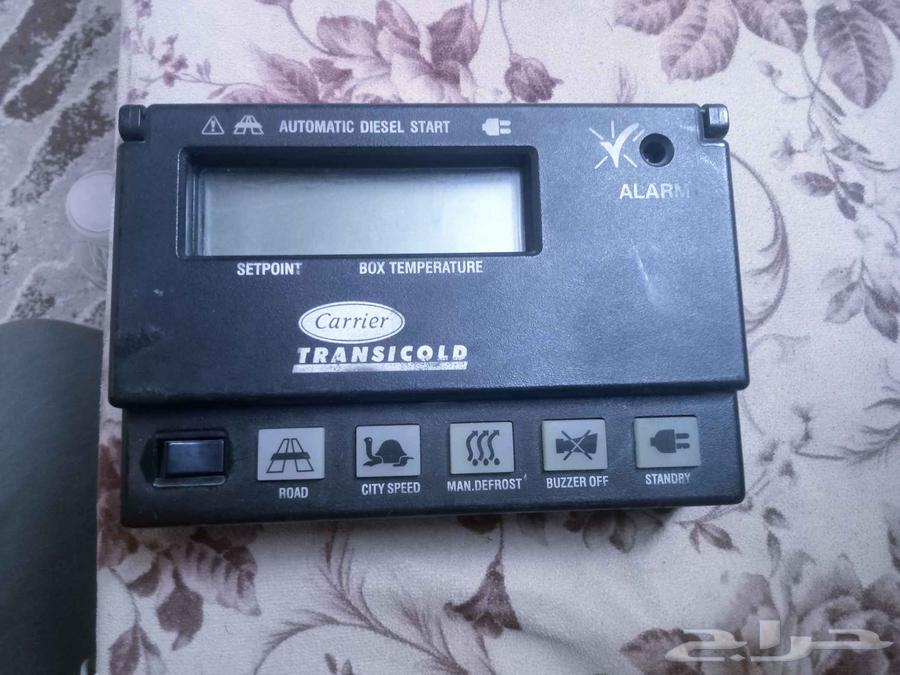 AUTOMATIC DIESEL START
ALARM
SETPOINT
BOX TEMPERATURE
Carrier
TRANSICOLD
ROAD
CITY SPEED
MAN.DEFROST
BUZZER OFF
STANDBY
حراج